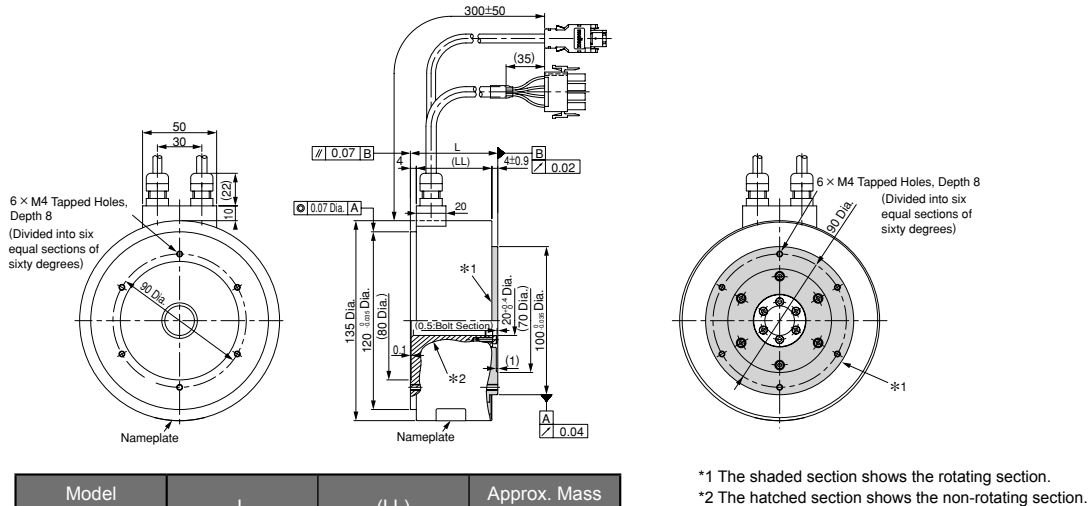 300±50
(35)
50
30
(22)
10
6 × M4 Tapped Holes,
Depth 8
(Divided into six
equal sections of
sixty degrees)
90 Dia.
Nameplate
// 0.07 B
L
4
(LL)
4±0.9
B
↗ 0.02
20
◎ 0.07 Dia. A
*1
135 Dia.
120 -0.035 Dia.
(80 Dia.)
(0.5:Bolt Section)
20 Dia.
(70 Dia.)
100 -0.035 Dia.
0.1
(1)
*2
A
↗ 0.04
Nameplate
6 × M4 Tapped Holes, Depth 8
(Divided into six
equal sections of
sixty degrees)
90 Dia.
*1
*1 The shaded section shows the rotating section.
*2 The hatched section shows the non-rotating section.
Model
L
(LL)
Approx. Mass